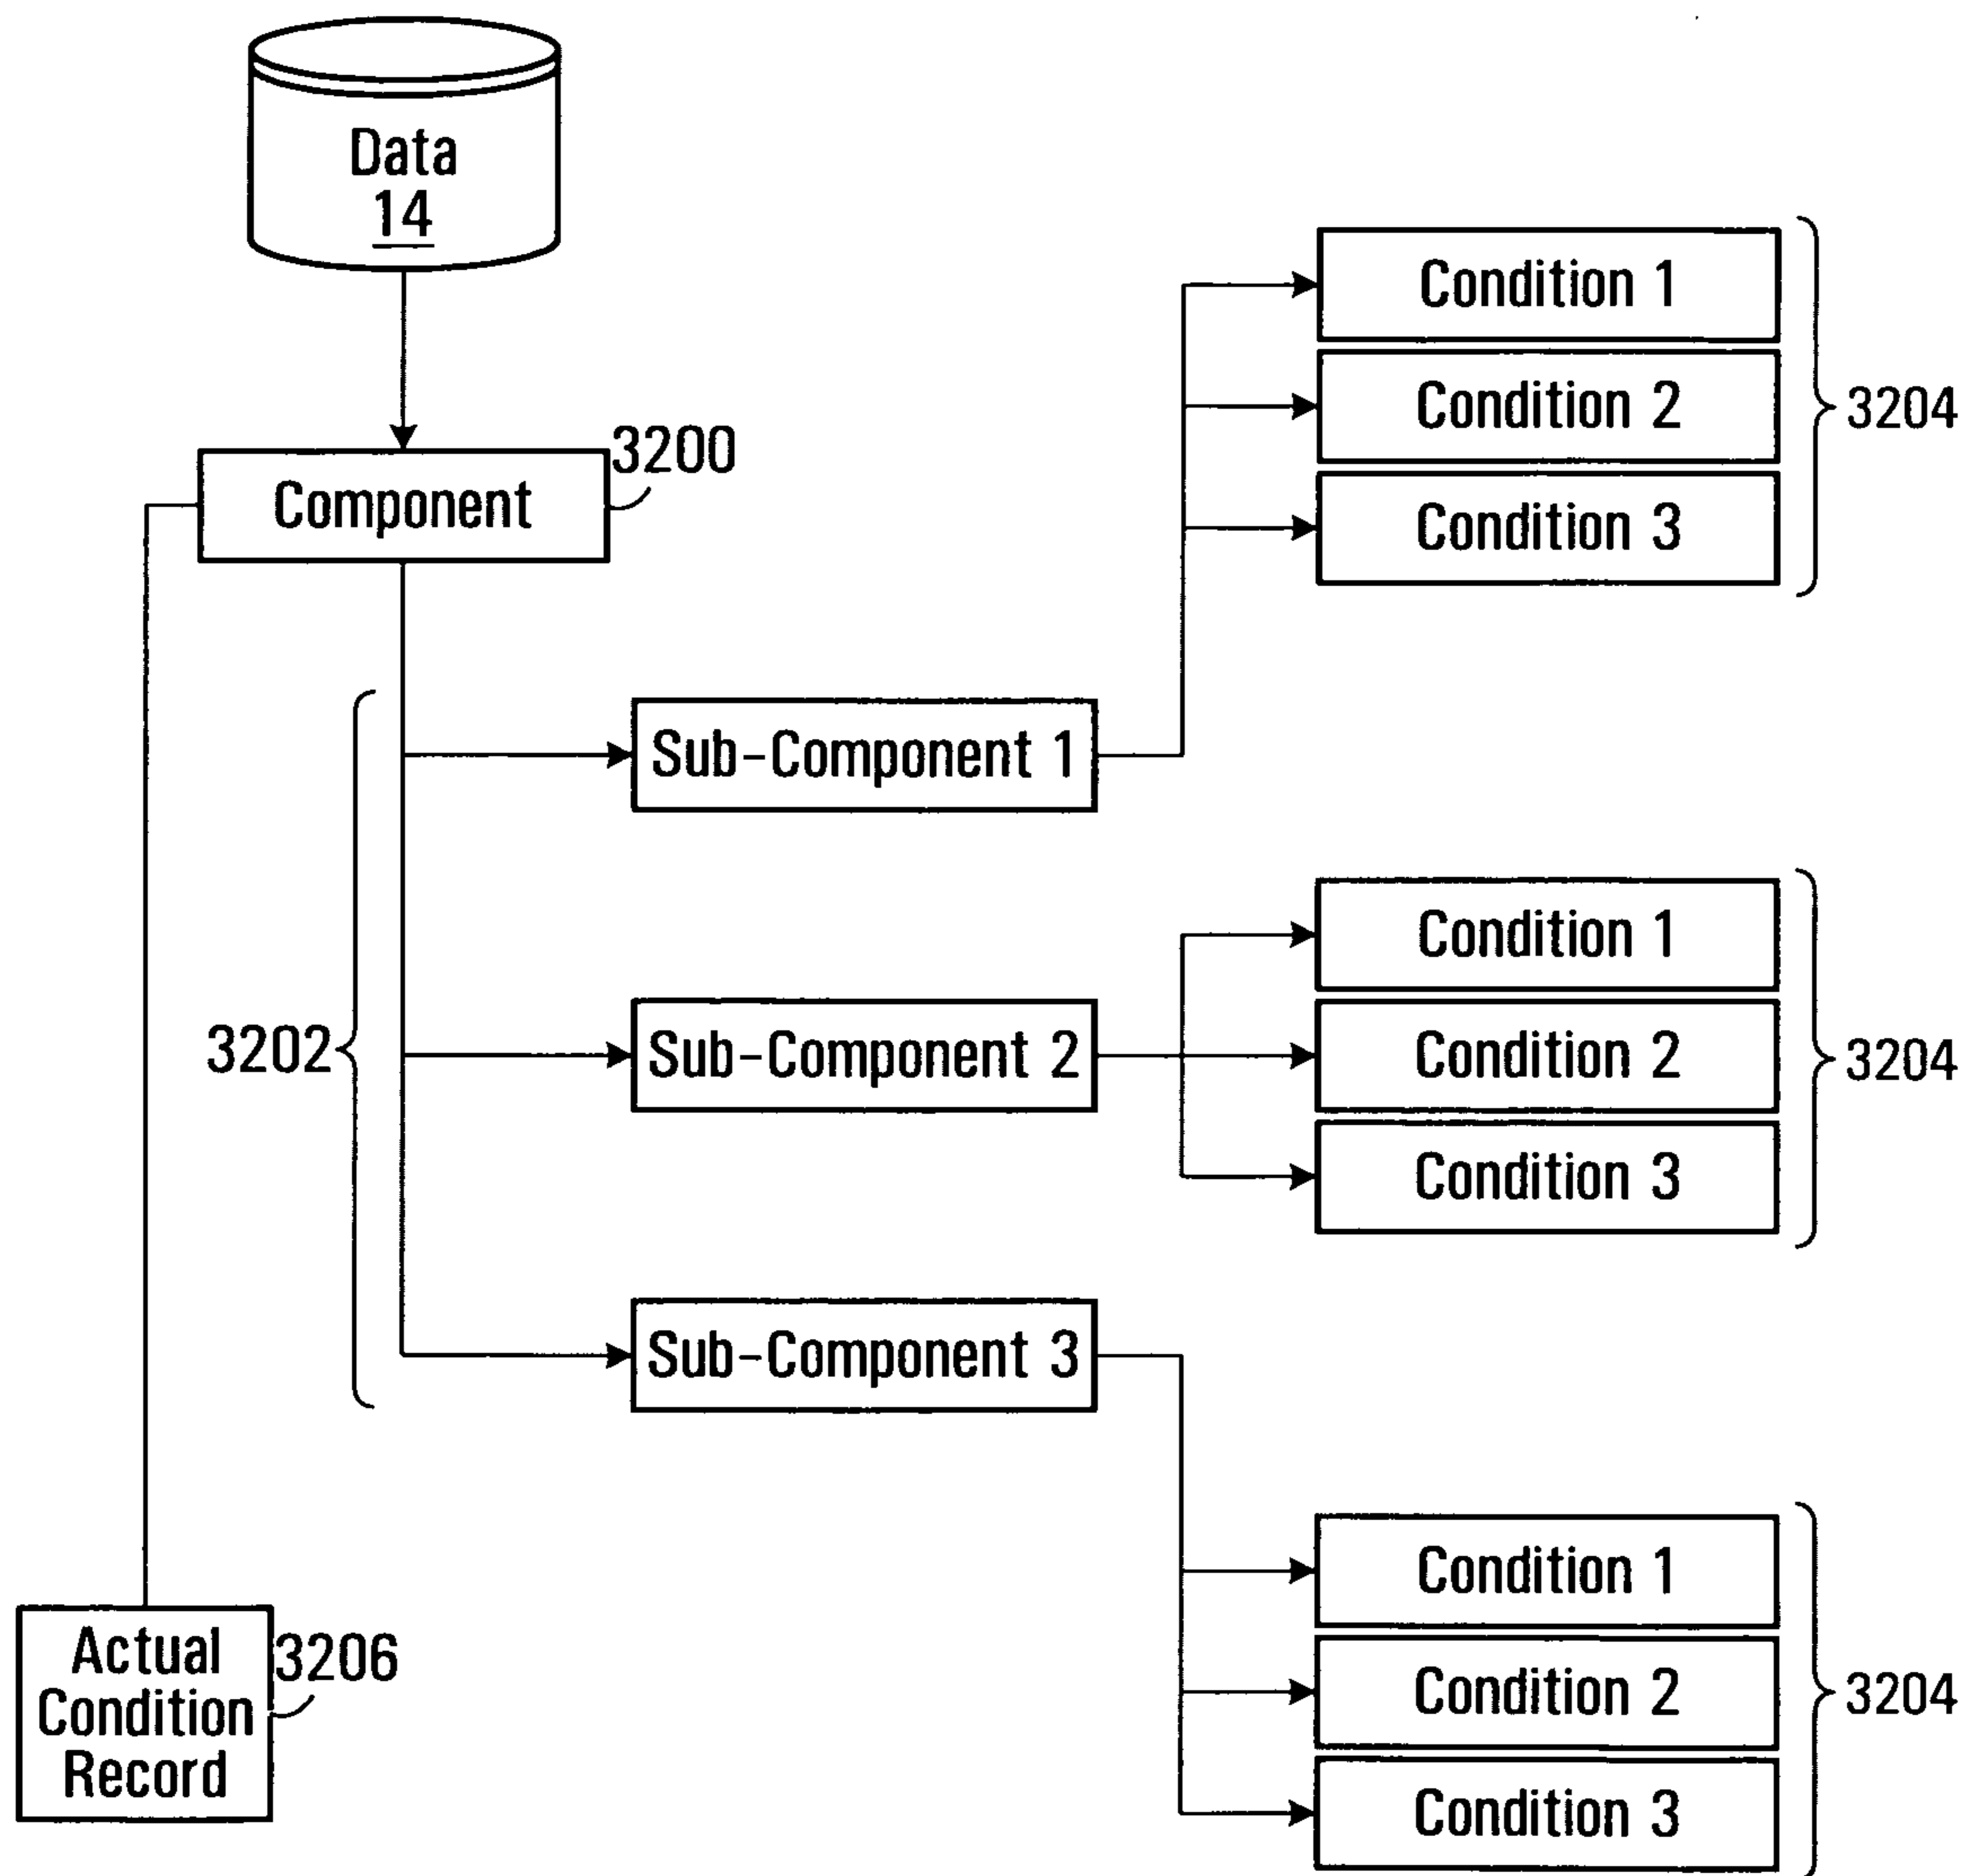 Data
14
Component
3200
Condition 1
Condition 2
Condition 3
3204
Sub-Component 1
3202
Sub-Component 2
Condition 1
Condition 2
Condition 3
3204
Sub-Component 3
Condition 1
Condition 2
Condition 3
3204
Actual
Condition
Record
3206